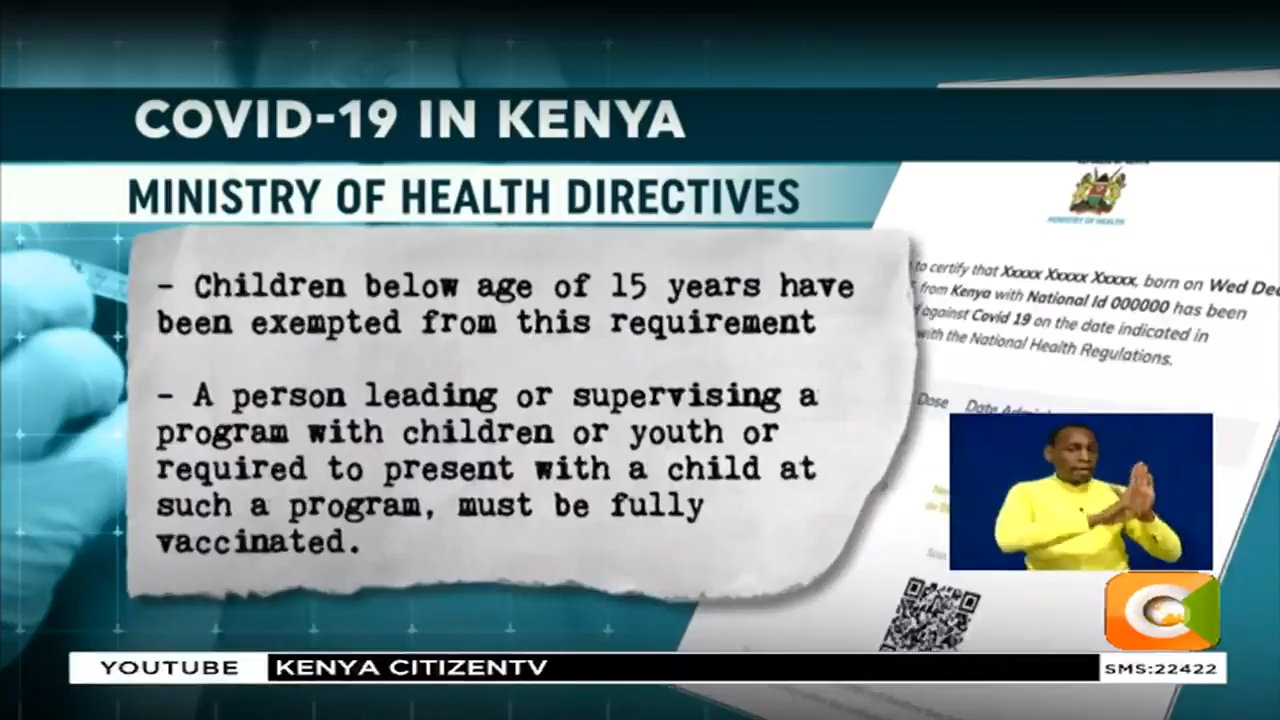 COVID-19 IN KENYA
MINISTRY OF HEALTH DIRECTIVES
- Children below age of 15 years have
been exempted from this requirement
- A person leading or supervising a
program with children or youth or
required to present with a child at
such a program, must be fully
vaccinated.
MINISTRY OF HEALTH
to certify that Xxxxx Xxxxx Xxxxx, born on Wed Dec
from Kenya with National Id 000000 has been
against Covid 19 on the date indicated in
with the National Health Regulations.
Dose Date
YOUTUBE KENYA CITIZENTV
SMS:22422